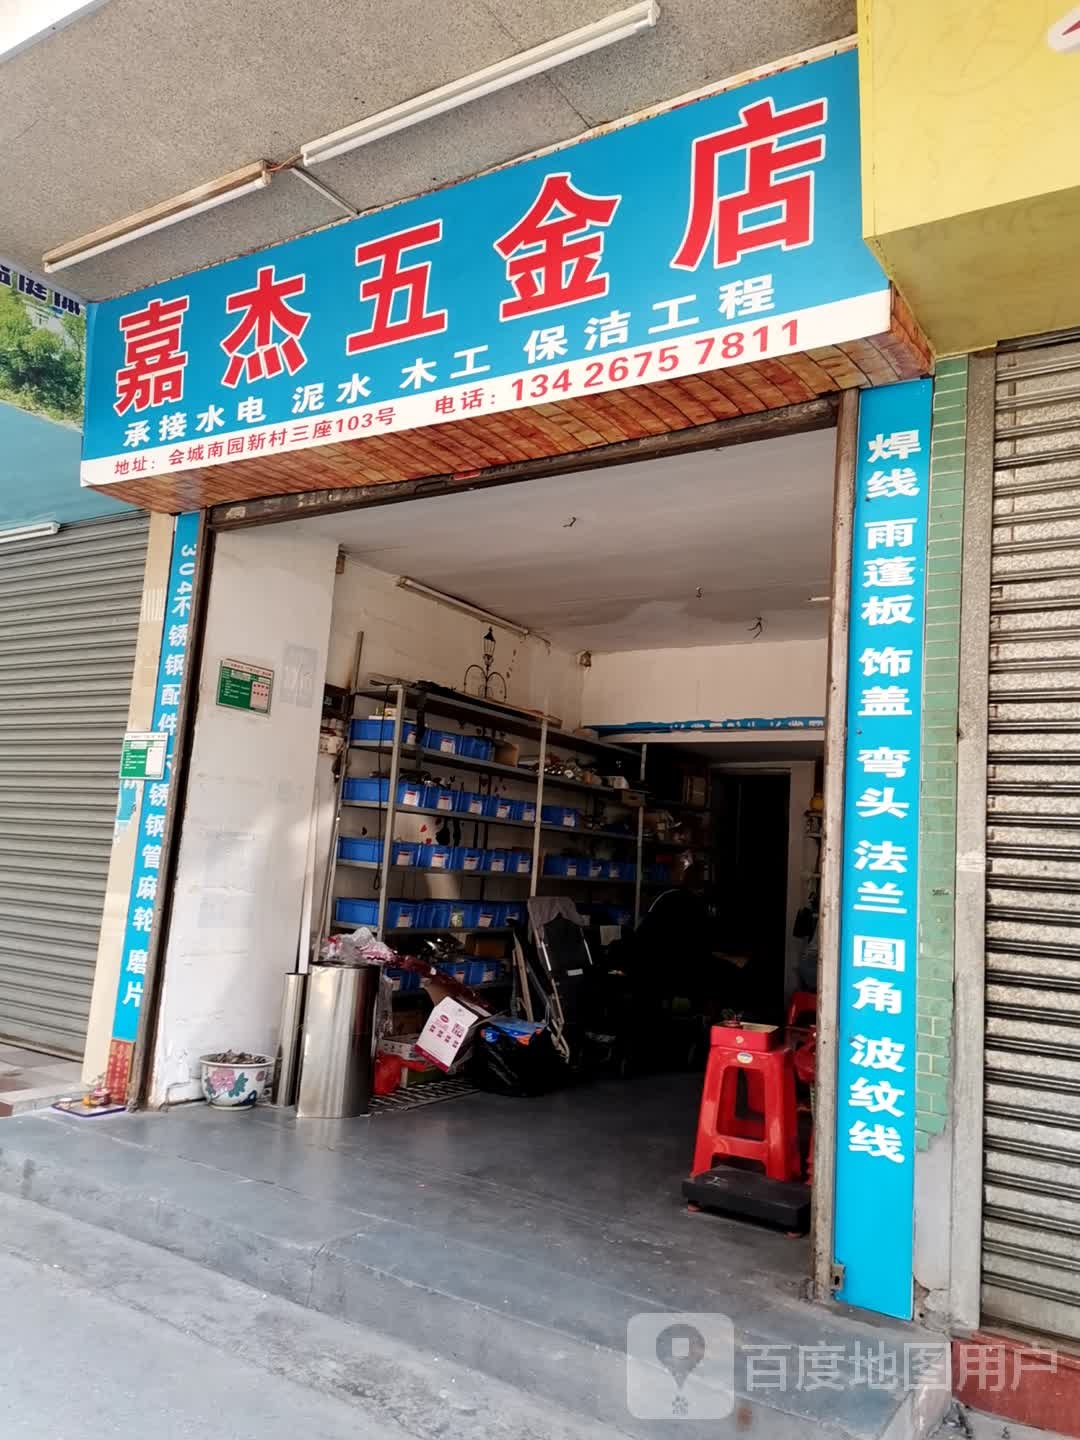 嘉杰五金店
承接水电 泥水 木工 保洁工程
地址：会城南园新村三座103号 电话：134 2675 7811
304不锈钢配件 不锈钢管麻轮 磨片
焊线 雨蓬板 饰盖 弯头 法兰 圆角 波纹线
百度地图用户